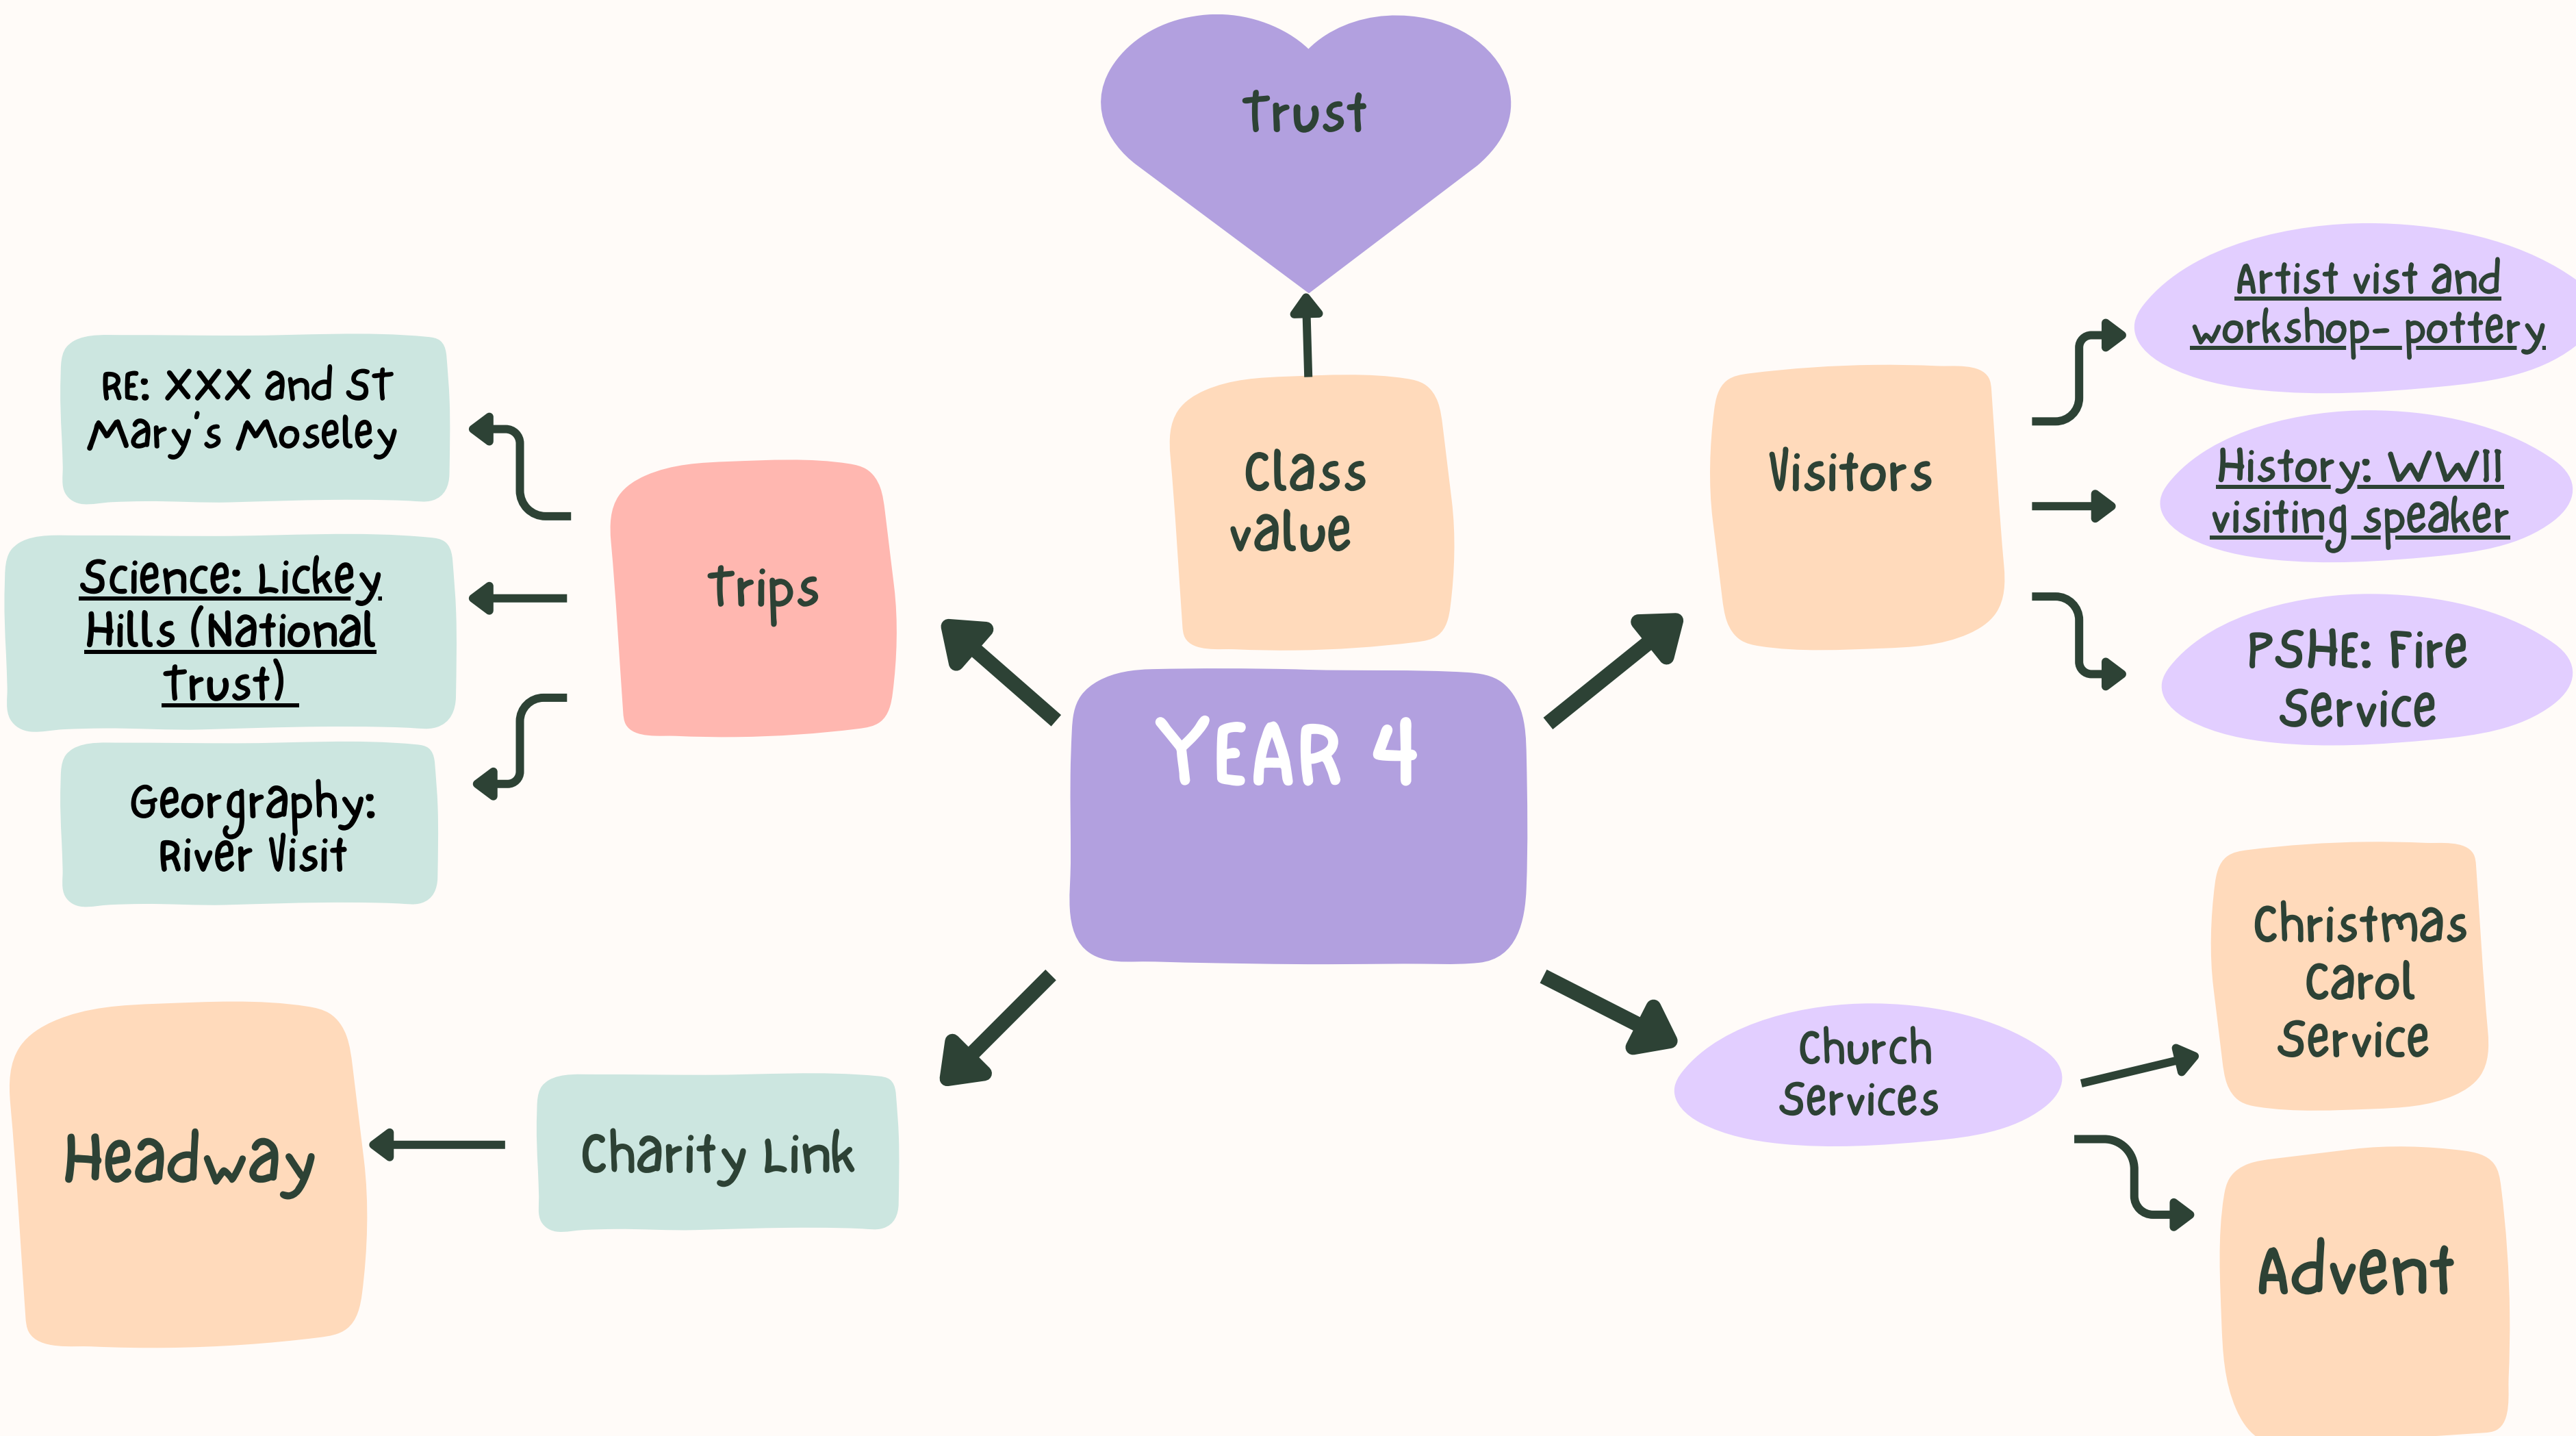 Trust
Artist vist and
workshop- pottery
RE: XXX and St
Mary's Moseley
Class
value
Visitors
History: WWII
visiting speaker
Science: Lickey
Hills (National
Trust)
Trips
PSHE: Fire
Service
YEAR 4
Georgraphy:
River Visit
Christmas
Carol
Service
Church
Services
Headway
Charity Link
Advent